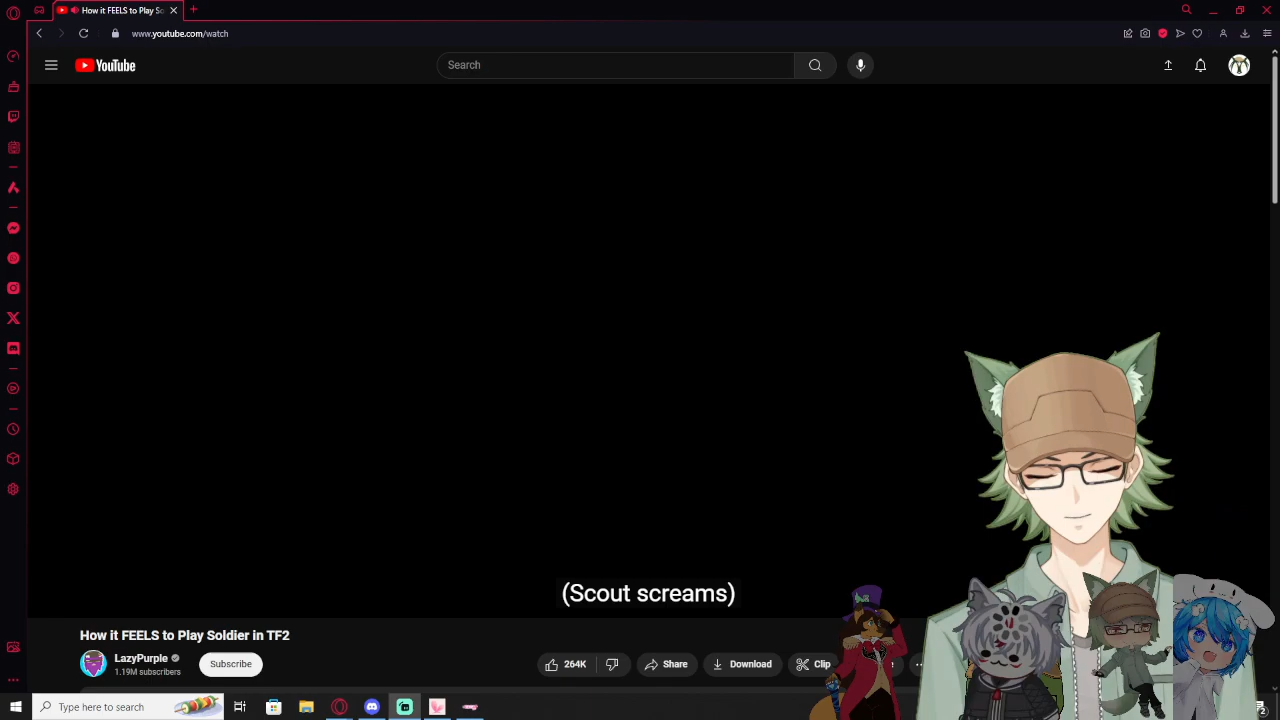 How it FEELS to Play So
www.youtube.com/watch
YouTube
Search
(Scout screams)
How it FEELS to Play Soldier in TF2
LazyPurple
1.19M subscribers
Subscribe
264K
Share
Download
Clip
Type here to search
2